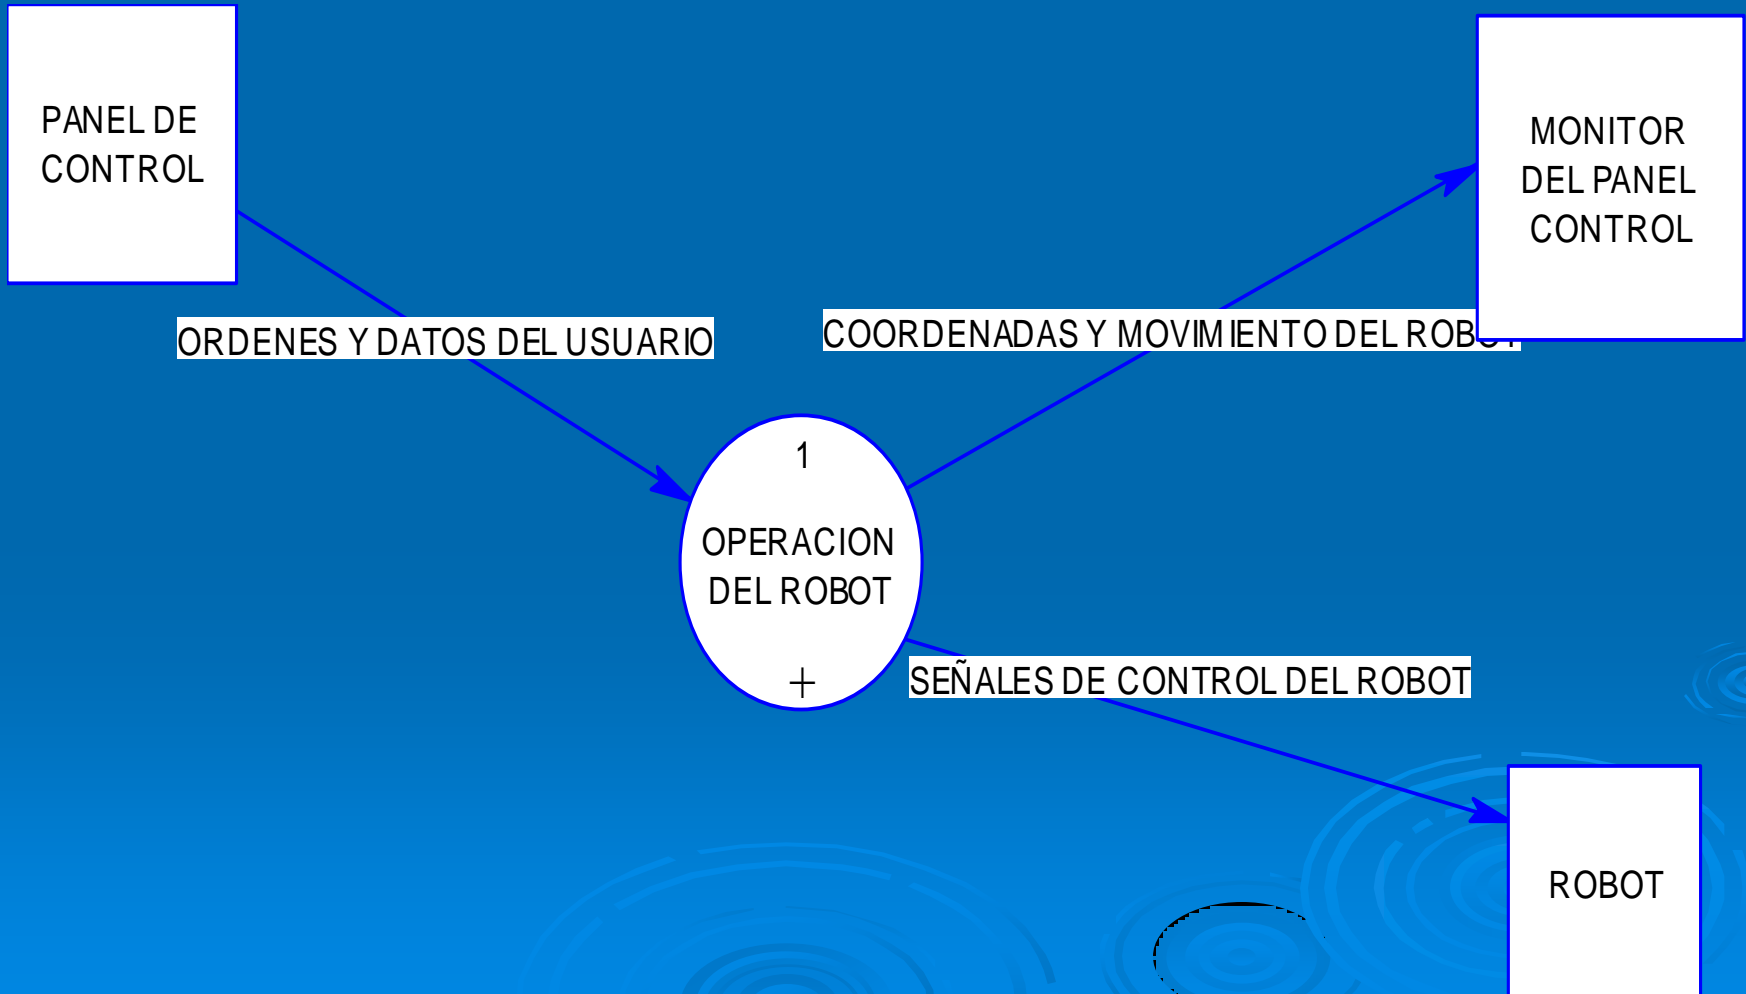 PANEL DE
CONTROL
MONITOR
DEL PANEL
CONTROL
ORDENES Y DATOS DEL USUARIO
COORDENADAS Y MOVIMIENTO DEL ROBOT
1
OPERACION
DEL ROBOT
+
SEÑALES DE CONTROL DEL ROBOT
ROBOT